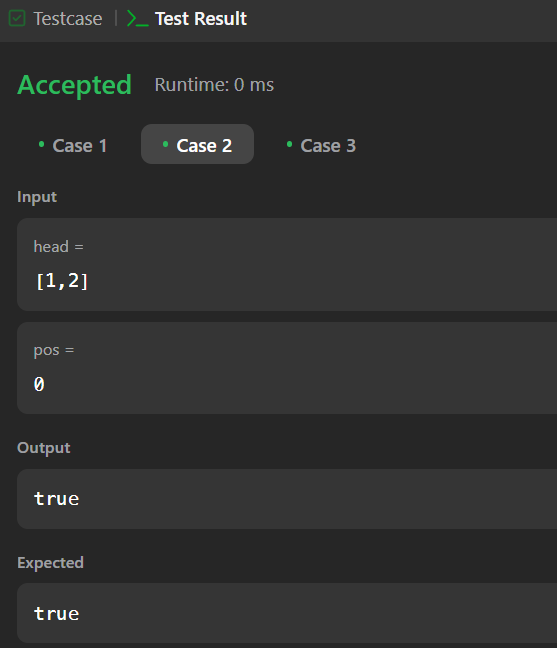 Testcase | Test Result
Accepted Runtime: 0 ms
• Case 1 • Case 2 • Case 3
Input
head =
[1,2]
pos =
0
Output
true
Expected
true